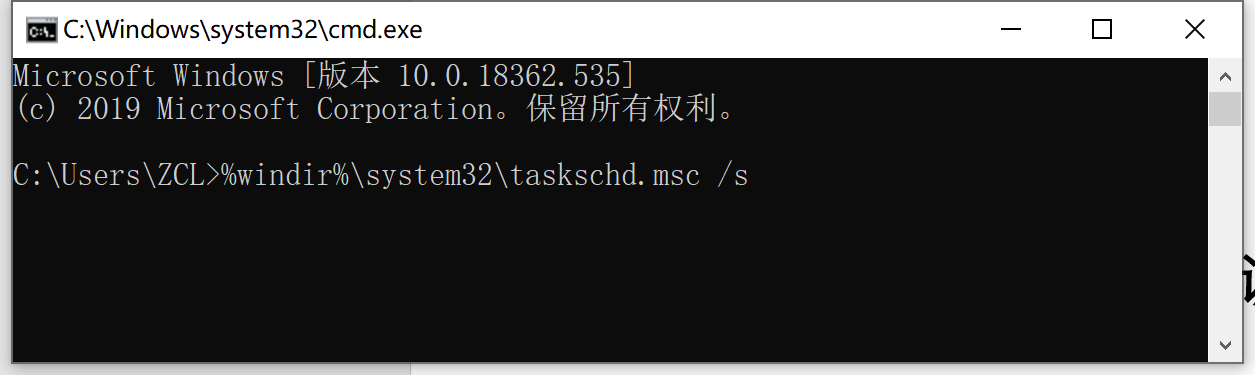 C:\Windows\system32\cmd.exe
Microsoft Windows [版本 10.0.18362.535]
(c) 2019 Microsoft Corporation。保留所有权利。
C:\Users\ZCL>%windir%\system32\taskschd.msc /s